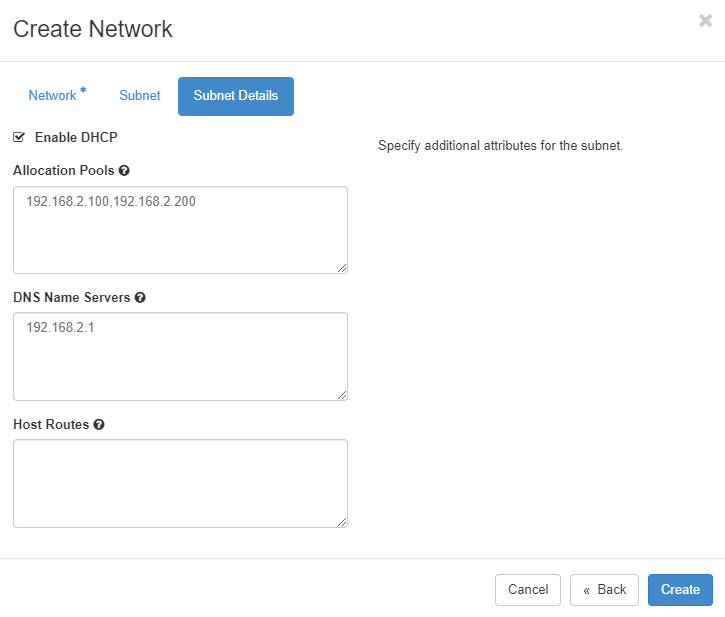 Create Network
Network *
Subnet
Subnet Details
Enable DHCP
Specify additional attributes for the subnet.
Allocation Pools
192.168.2.100,192.168.2.200
DNS Name Servers
192.168.2.1
Host Routes
Cancel
« Back
Create